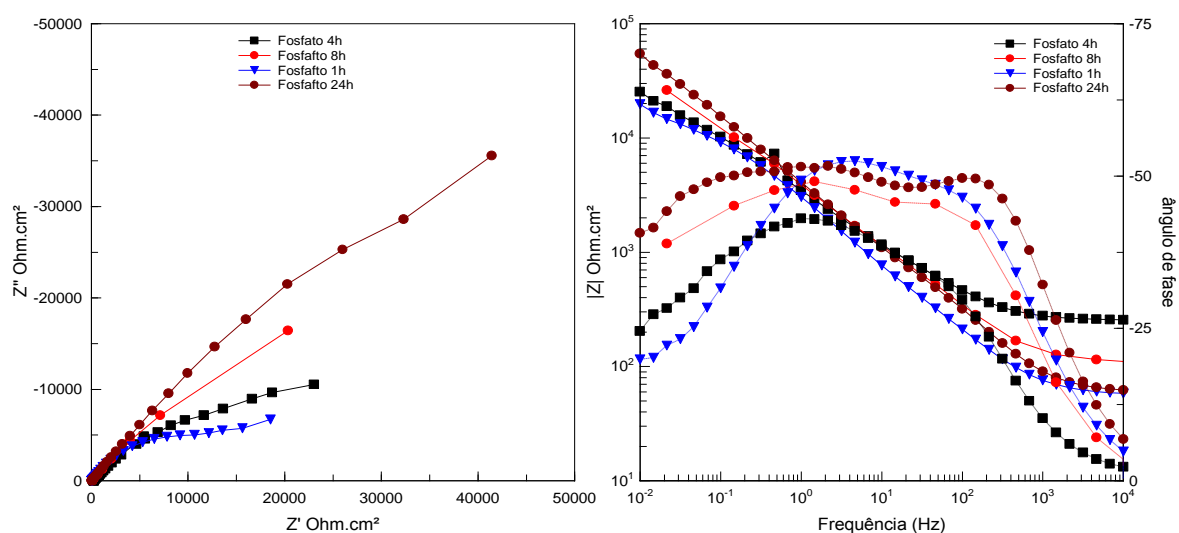 -50000
-40000
-30000
-20000
-10000
0
Z'' Ohm.cm²
0
10000
20000
30000
40000
50000
Z' Ohm.cm²
Fosfato 4h
Fosfafto 8h
Fosfafto 1h
Fosfafto 24h
10^5
10^4
10^3
10^2
10^1
|Z| Ohm.cm²
10^-2
10^-1
10^0
10^1
10^2
10^3
10^4
Frequência (Hz)
Fosfato 4h
Fosfafto 8h
Fosfafto 1h
Fosfafto 24h
-75
-50
-25
0
ângulo de fase